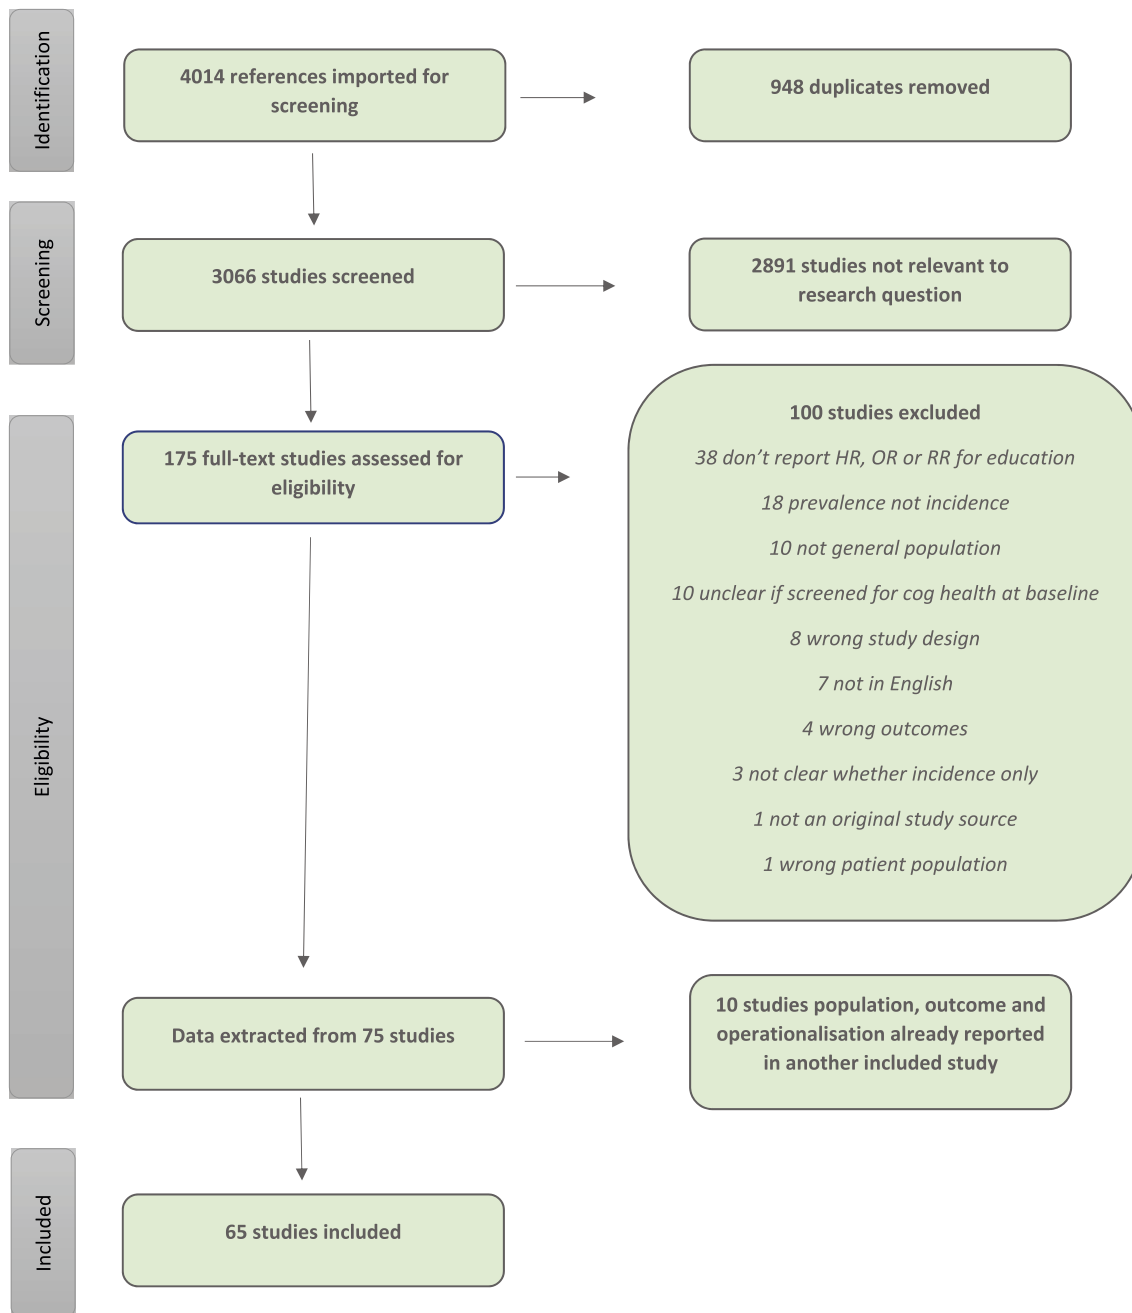 Identification
4014 references imported for
screening
948 duplicates removed
Screening
3066 studies screened
2891 studies not relevant to
research question
Eligibility
175 full-text studies assessed for
eligibility
100 studies excluded
38 don’t report HR, OR or RR for education
18 prevalence not incidence
10 not general population
10 unclear if screened for cog health at baseline
8 wrong study design
7 not in English
4 wrong outcomes
3 not clear whether incidence only
1 not an original study source
1 wrong patient population
Data extracted from 75 studies
10 studies population, outcome and
operationalisation already reported
in another included study
Included
65 studies included